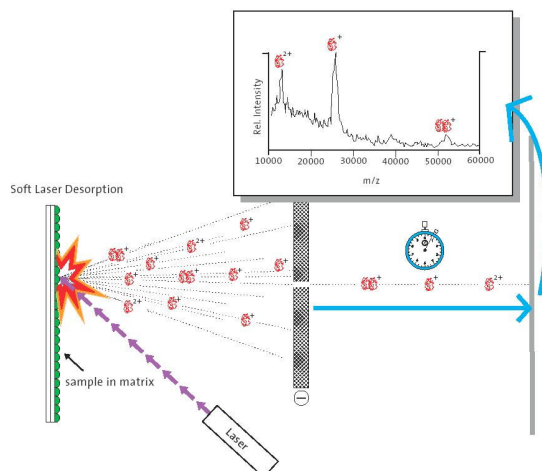 2+
+
+
Rel. Intensity
10000 20000 30000 40000 50000 60000
m/z
Soft Laser Desorption
+
+
2+
+
+
+
+
+
2+
+
+
+
+
2+
sample in matrix
Laser